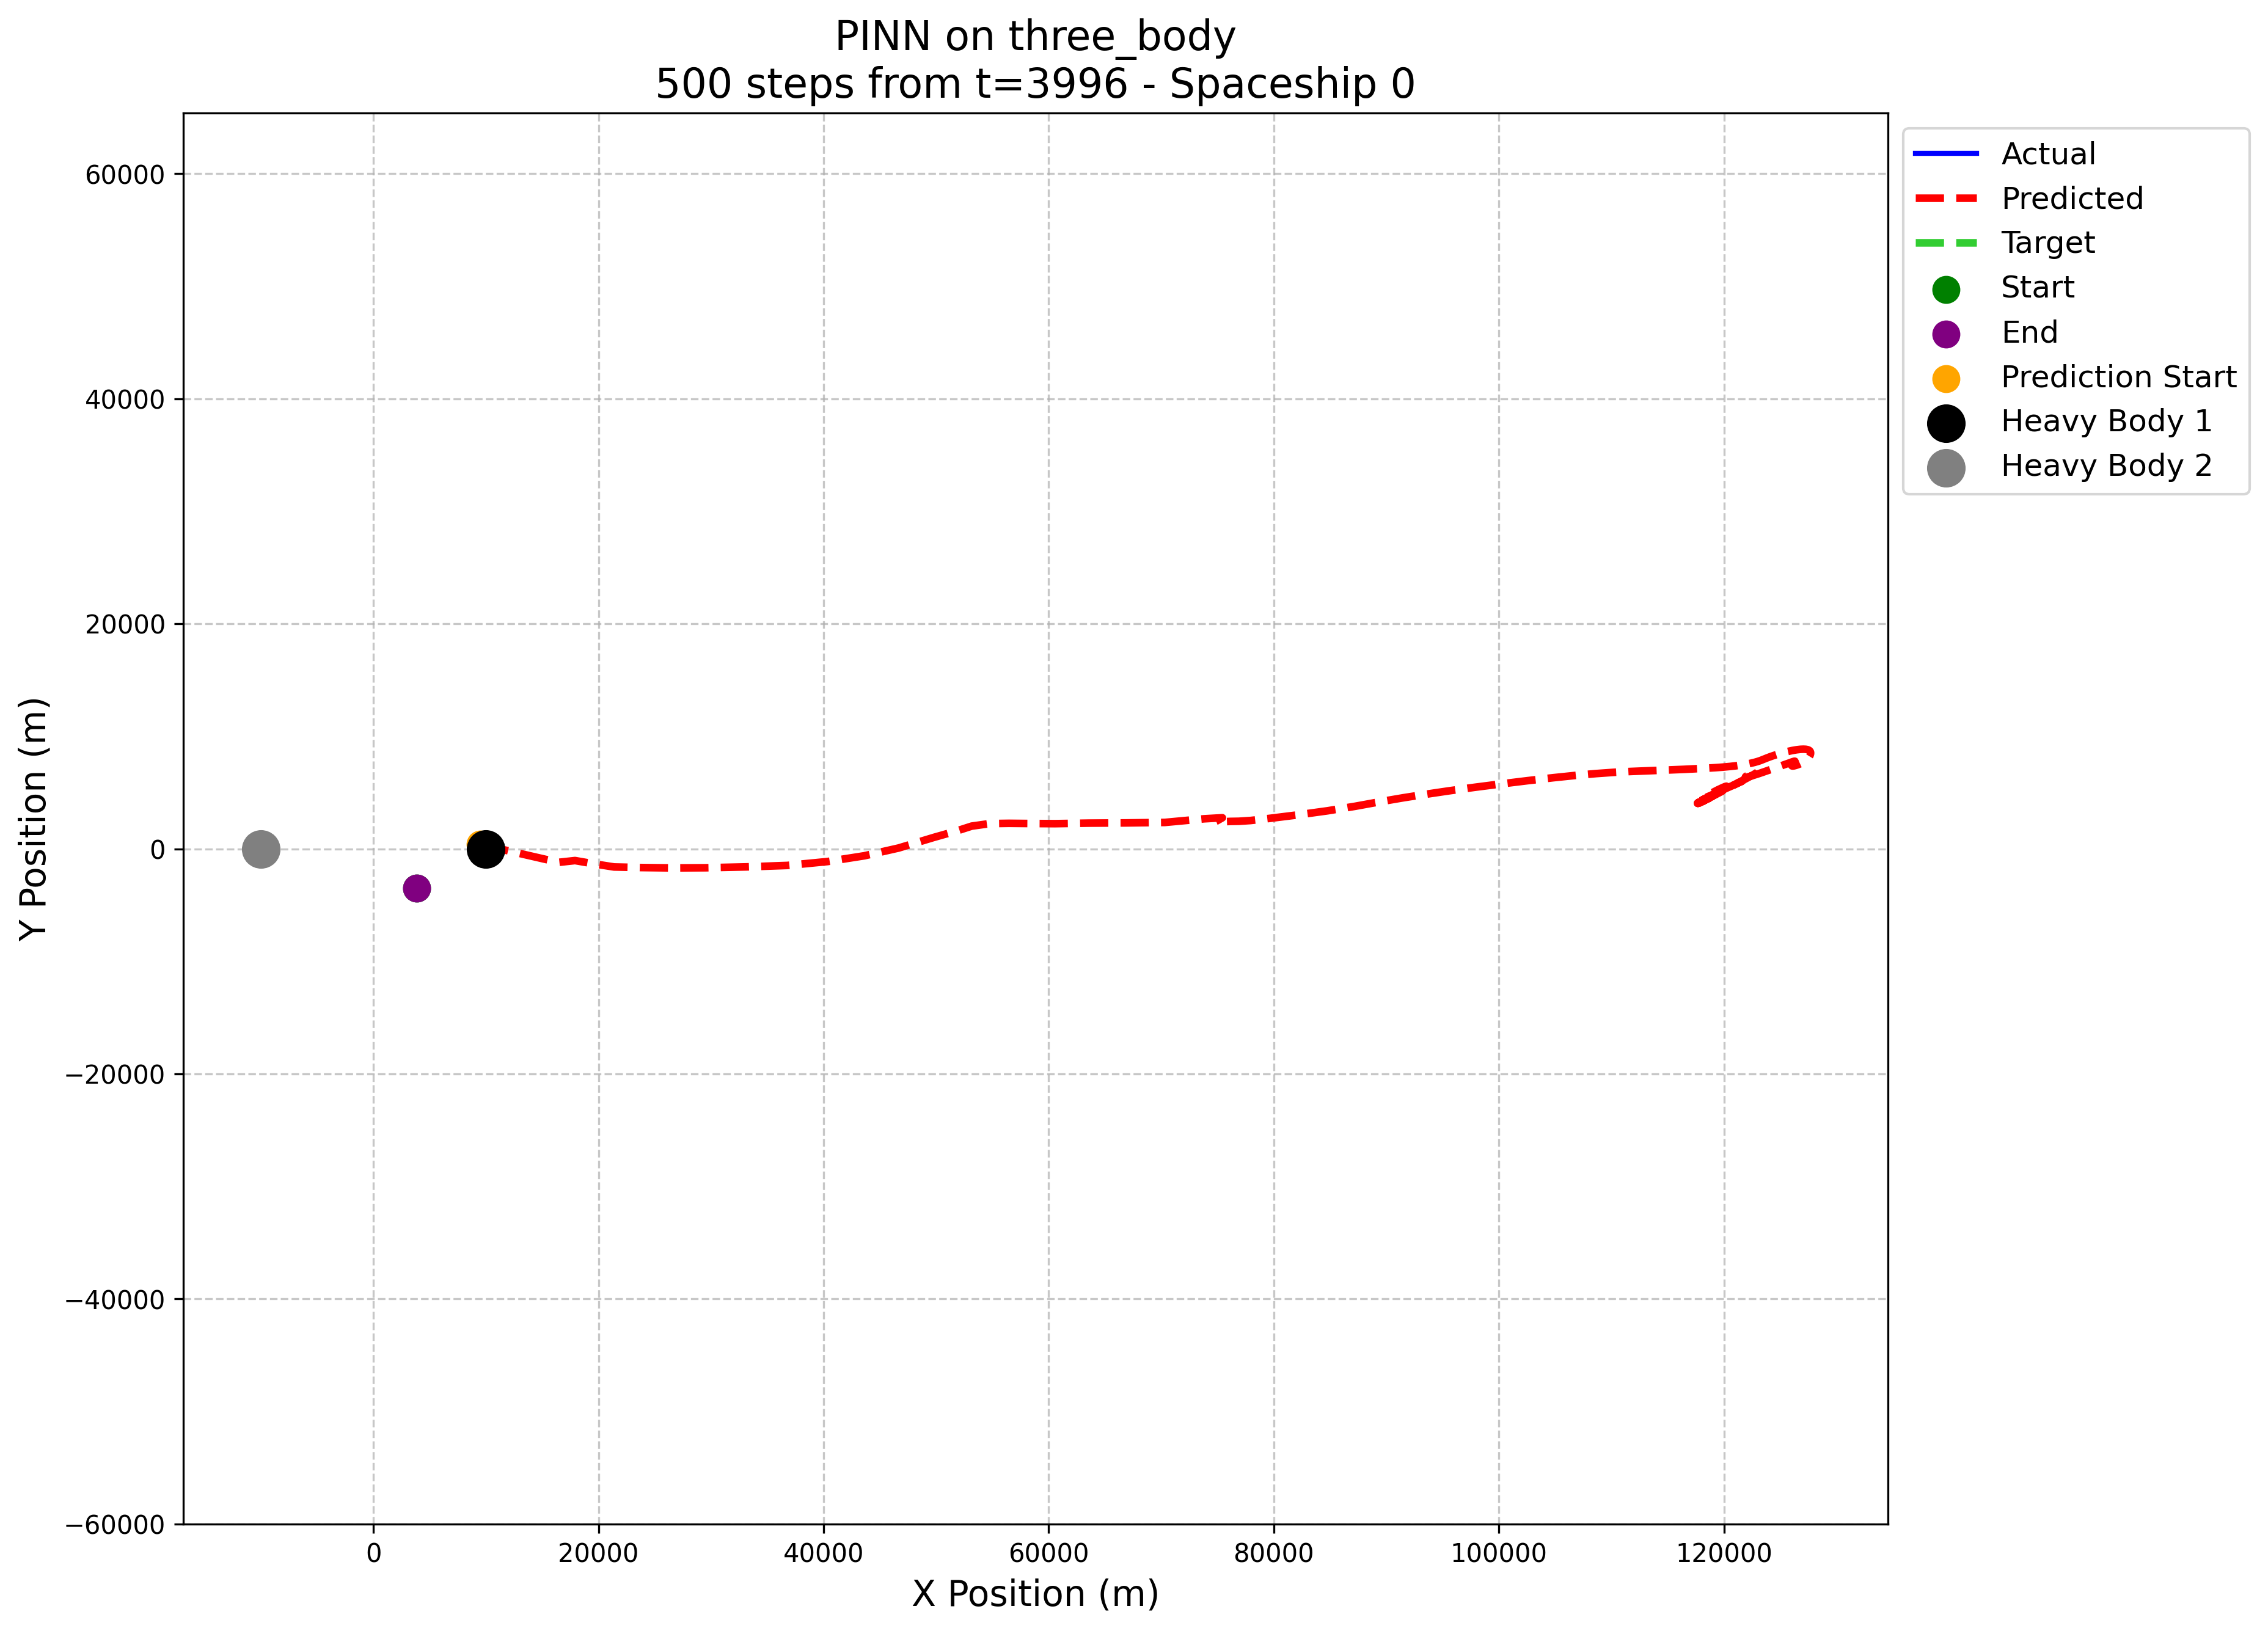 PINN on three_body
500 steps from t=3996 - Spaceship 0
Actual
Predicted
Target
Start
End
Prediction Start
Heavy Body 1
Heavy Body 2
Y Position (m)
60000
40000
20000
0
−20000
−40000
−60000
0
20000
40000
60000
80000
100000
120000
X Position (m)